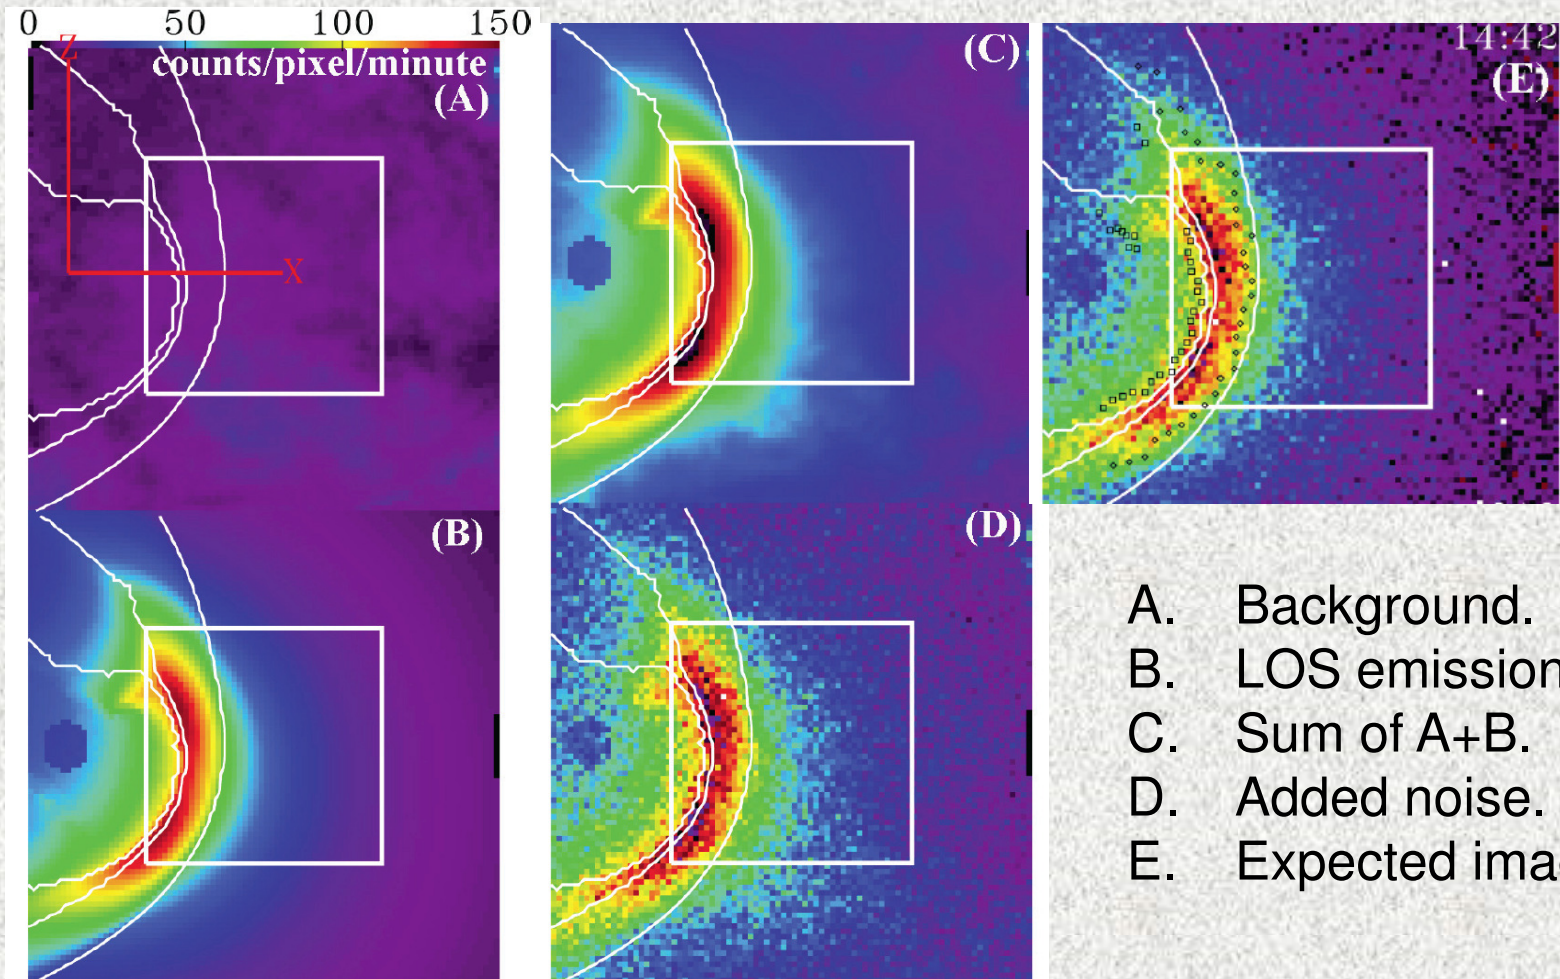 0 50 100 150
Z
counts/pixel/minute
(A)
X
(B)
(C)
(D)
14:42
(E)
A. Background.
B. LOS emission
C. Sum of A+B.
D. Added noise.
E. Expected ima